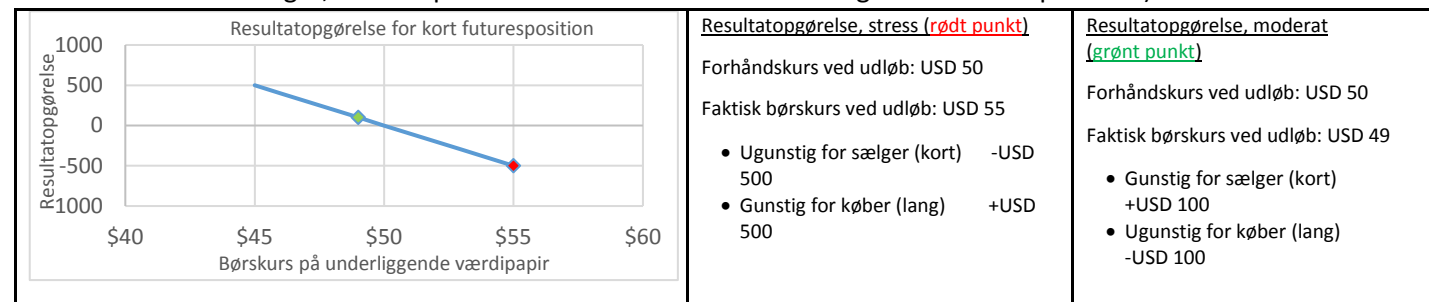 Resultatopgørelse for kort futuresposition
Resultatopgørelse
1000
500
0
-500
-1000
$40 $45 $50 $55 $60
Børskurs på underliggende værdipapir
Resultatopgørelse, stress (rødt punkt)
Forhåndskurs ved udløb: USD 50
Faktisk børskurs ved udløb: USD 55
• Ugunstig for sælger (kort) -USD
500
• Gunstig for køber (lang) +USD
500
Resultatopgørelse, moderat
(grønt punkt)
Forhåndskurs ved udløb: USD 50
Faktisk børskurs ved udløb: USD 49
• Gunstig for sælger (kort)
+USD 100
• Ugunstig for køber (lang)
-USD 100